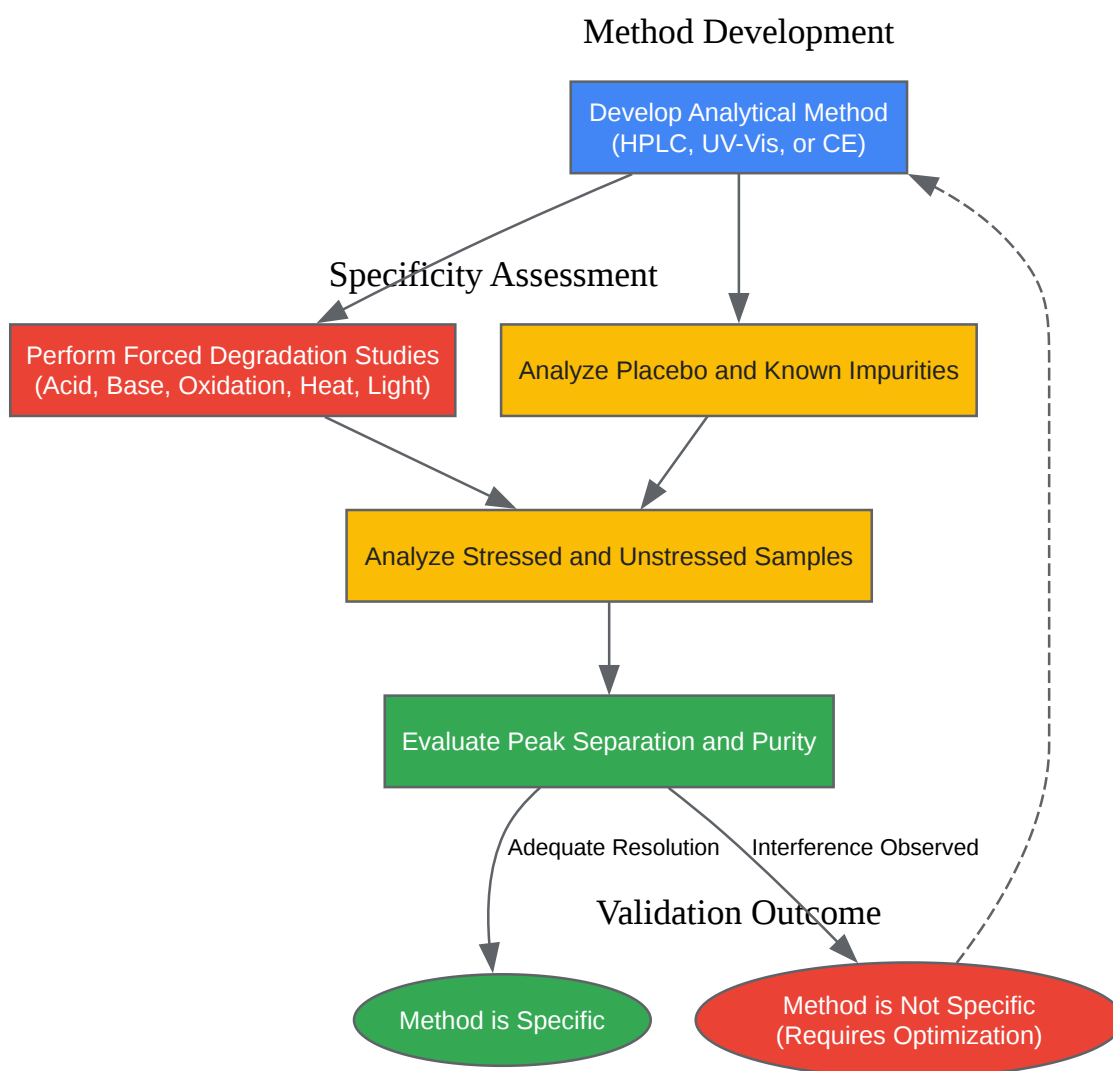 Method Development
Develop Analytical Method
(HPLC, UV-Vis, or CE)
Specificity Assessment
Perform Forced Degradation Studies
(Acid, Base, Oxidation, Heat, Light)
Analyze Placebo and Known Impurities
Analyze Stressed and Unstressed Samples
Evaluate Peak Separation and Purity
Adequate Resolution
Interference Observed
Validation Outcome
Method is Specific
Method is Not Specific
(Requires Optimization)